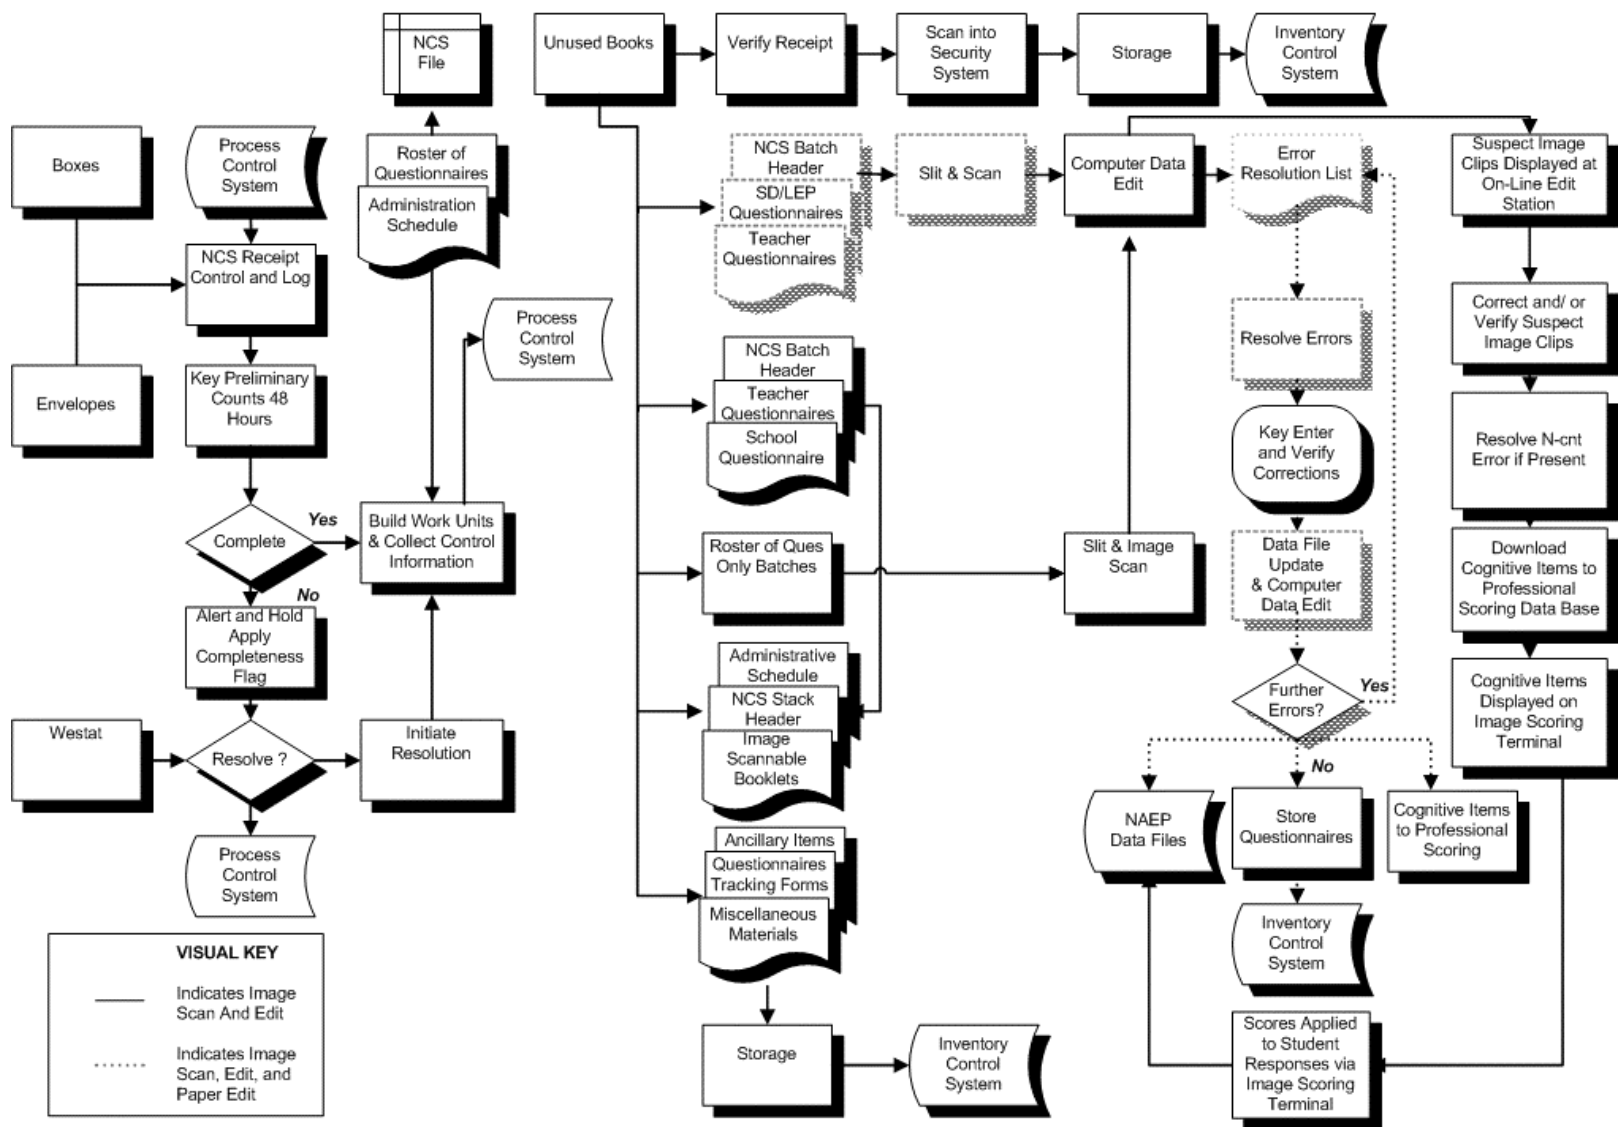 NCS
File
Unused Books
Verify Receipt
Scan into
Security
System
Storage
Inventory
Control
System
Boxes
Process
Control
System
Roster of
Questionnaires
Administration
Schedule
NCS Batch
Header
SD/LEP
Questionnaires
Teacher
Questionnaires
Slit & Scan
Computer Data
Edit
Error
Resolution List
Suspect Image
Clips Displayed at
On-Line Edit
Station
NCS Receipt
Control and Log
Process
Control
System
Correct and/ or
Verify Suspect
Image Clips
Envelopes
Key Preliminary
Counts 48
Hours
NCS Batch
Header
Teacher
Questionnaires
School
Questionnaire
Resolve Errors
Key Enter
and Verify
Corrections
Resolve N-cnt
Error if Present
Complete
Yes
No
Build Work Units
& Collect Control
Information
Roster of Ques
Only Batches
Slit & Image
Scan
Data File
Update
& Computer
Data Edit
Download
Cognitive Items to
Professional
Scoring Data Base
Alert and Hold
Apply
Completeness
Flag
Administrative
Schedule
NCS Stack
Header
Image
Scannable
Booklets
Further
Errors?
Yes
No
Cognitive Items
Displayed on
Image Scoring
Terminal
Westat
Resolve ?
Initiate
Resolution
NAEP
Data Files
Store
Questionnaires
Cognitive Items
to Professional
Scoring
Process
Control
System
Ancillary Items
Questionnaires
Tracking Forms
Miscellaneous
Materials
Inventory
Control
System
VISUAL KEY
Indicates Image
Scan And Edit
Indicates Image
Scan, Edit, and
Paper Edit
Storage
Inventory
Control
System
Scores Applied
to Student
Responses via
Image Scoring
Terminal